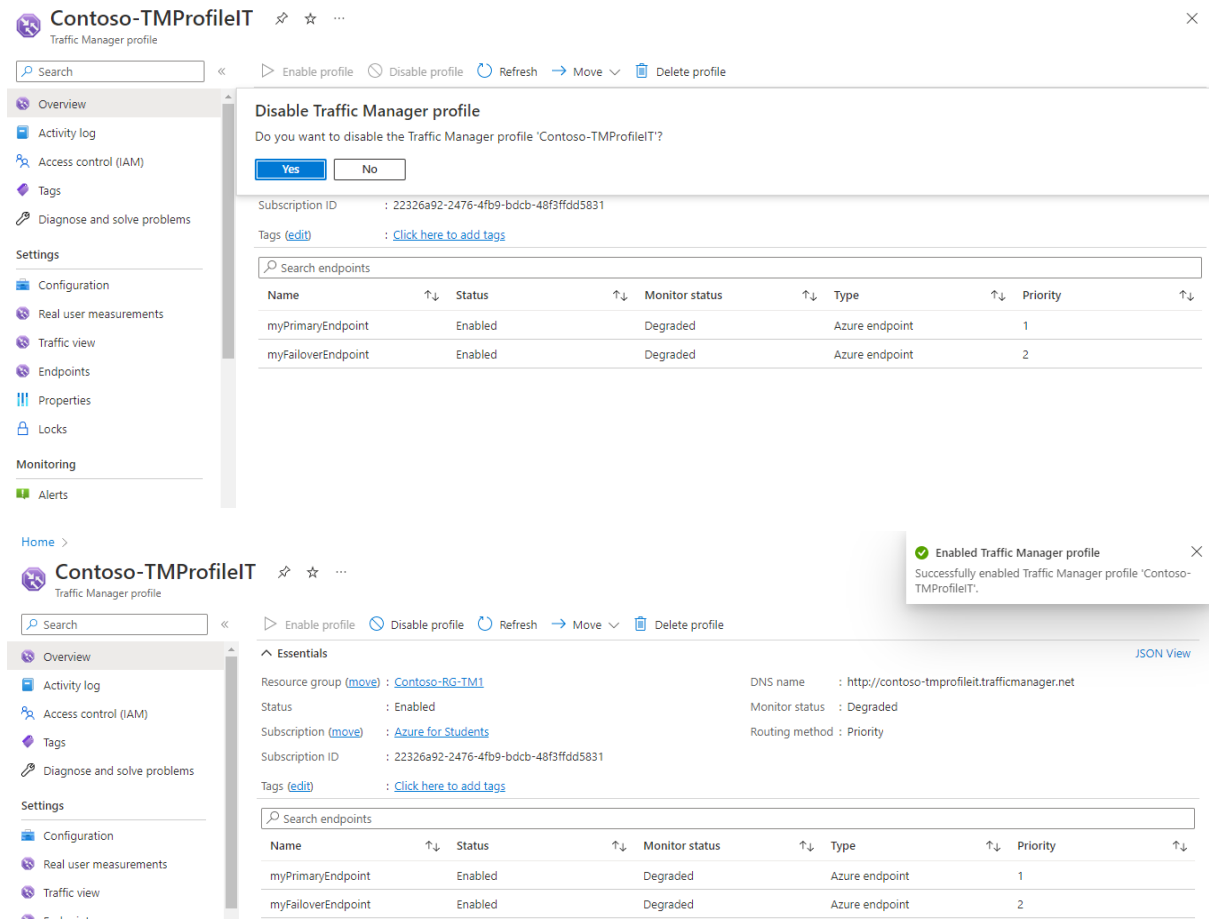 Contoso-TMProfileIT
Traffic Manager profile
Search
Enable profile Disable profile Refresh Move Delete profile
Overview
Activity log
Access control (IAM)
Tags
Diagnose and solve problems
Settings
Configuration
Real user measurements
Traffic view
Endpoints
Properties
Locks
Monitoring
Alerts
Disable Traffic Manager profile
Do you want to disable the Traffic Manager profile 'Contoso-TMProfileIT'?
Yes No
Subscription ID : 22326a92-2476-4fb9-bdcb-48f3ffdd5831
Tags (edit) : Click here to add tags
Search endpoints
Name Status Monitor status Type Priority
myPrimaryEndpoint Enabled Degraded Azure endpoint 1
myFailoverEndpoint Enabled Degraded Azure endpoint 2
Home >
Contoso-TMProfileIT
Traffic Manager profile
Enabled Traffic Manager profile
Successfully enabled Traffic Manager profile 'Contoso-
TMProfileIT'.
Search
Enable profile Disable profile Refresh Move Delete profile
Overview
Activity log
Access control (IAM)
Tags
Diagnose and solve problems
Settings
Configuration
Real user measurements
Traffic view
Essentials JSON View
Resource group (move) : Contoso-RG-TM1 DNS name : http://contoso-tmprofileit.trafficmanager.net
Status : Enabled Monitor status : Degraded
Subscription (move) : Azure for Students Routing method : Priority
Subscription ID : 22326a92-2476-4fb9-bdcb-48f3ffdd5831
Tags (edit) : Click here to add tags
Search endpoints
Name Status Monitor status Type Priority
myPrimaryEndpoint Enabled Degraded Azure endpoint 1
myFailoverEndpoint Enabled Degraded Azure endpoint 2